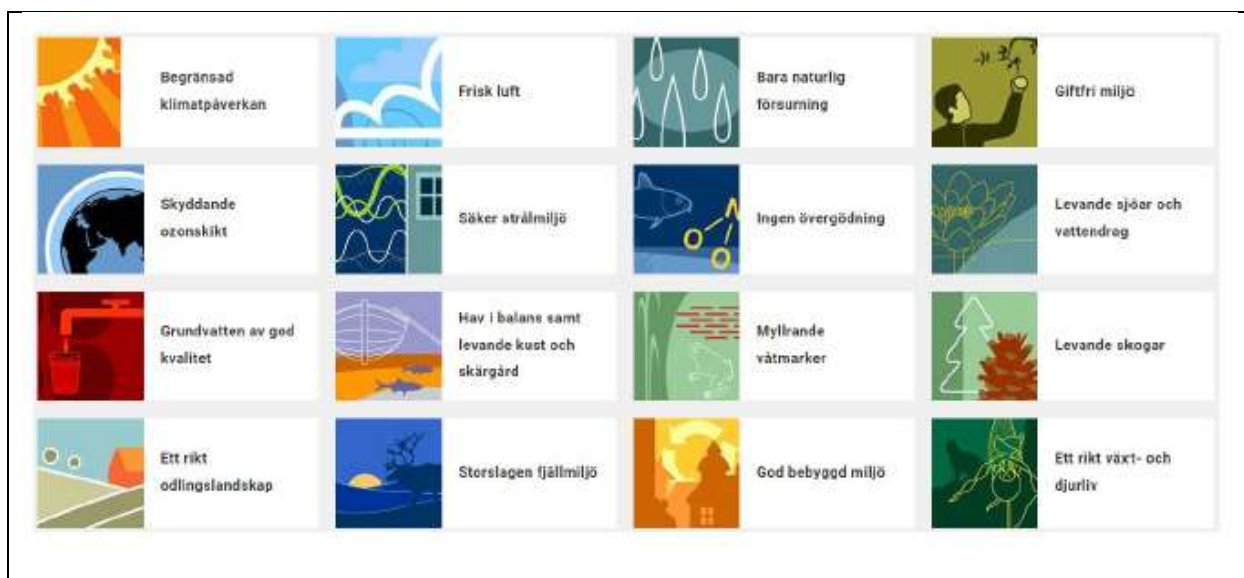 Begränsad
klimatpåverkan
Frisk luft
Bara naturlig
försurning
Giftfri miljö
Skyddande
ozonskikt
Säker strålmiljö
Ingen övergödning
Levande sjöar och
vattendrag
Grundvatten av god
kvalitet
Hav i balans samt
levande kust och
skärgård
Myllrande
våtmarker
Levande skogar
Ett rikt
odlingslandskap
Storslagen fjällmiljö
God bebyggd miljö
Ett rikt växt- och
djurliv